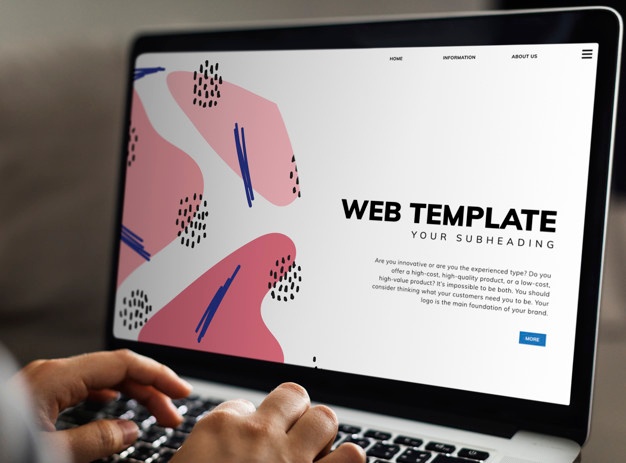 HOME INFORMATION ABOUT US
WEB TEMPLATE
YOUR SUBHEADING
Are you innovative or are you the experienced type? Do you
offer a high-cost, high-quality product, or a low-cost,
high-value product? It's impossible to be both. You should
consider thinking what your customers need you to be. Your
logo is the main foundation of your brand.
MORE